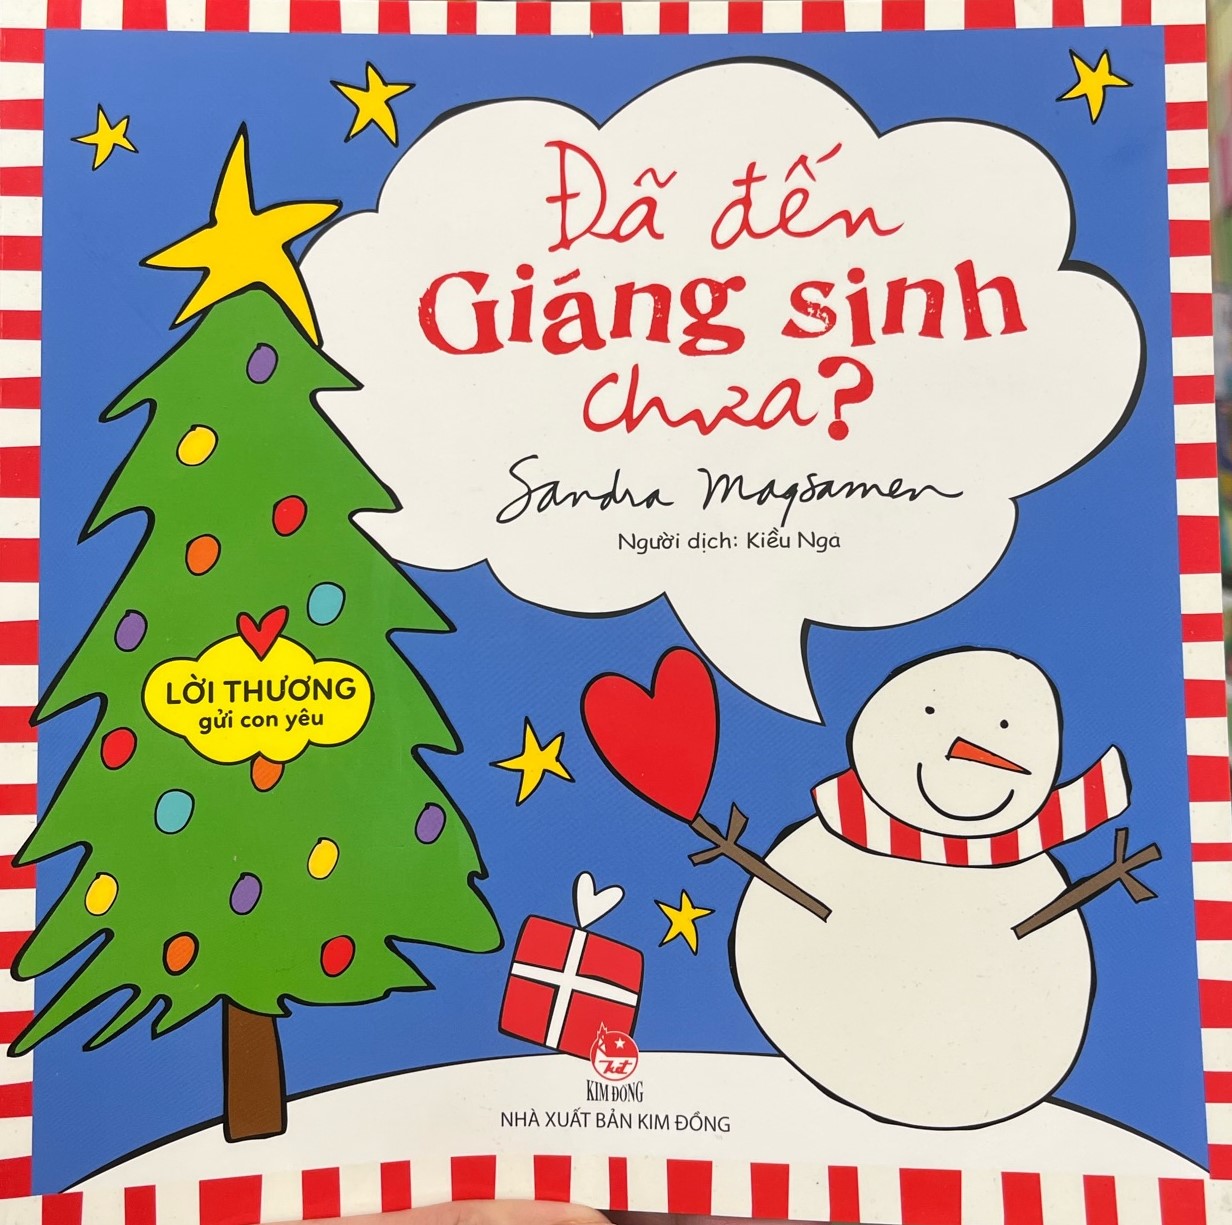 Đã đến
Giáng sinh
chưa?
Sandra Magsamen
Người dịch: Kiều Nga
LỜI THƯƠNG
gửi con yêu
KIM ĐỒNG
NHÀ XUẤT BẢN KIM ĐỒNG